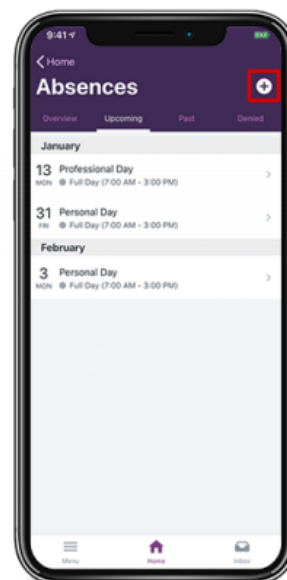 9:41
Home
Absences
Overview Upcoming Past Denied
January
13 Professional Day
MON Full Day (7:00 AM - 3:00 PM)
31 Personal Day
FRI Full Day (7:00 AM - 3:00 PM)
February
3 Personal Day
MON Full Day (7:00 AM - 3:00 PM)
Menu Home Inbox